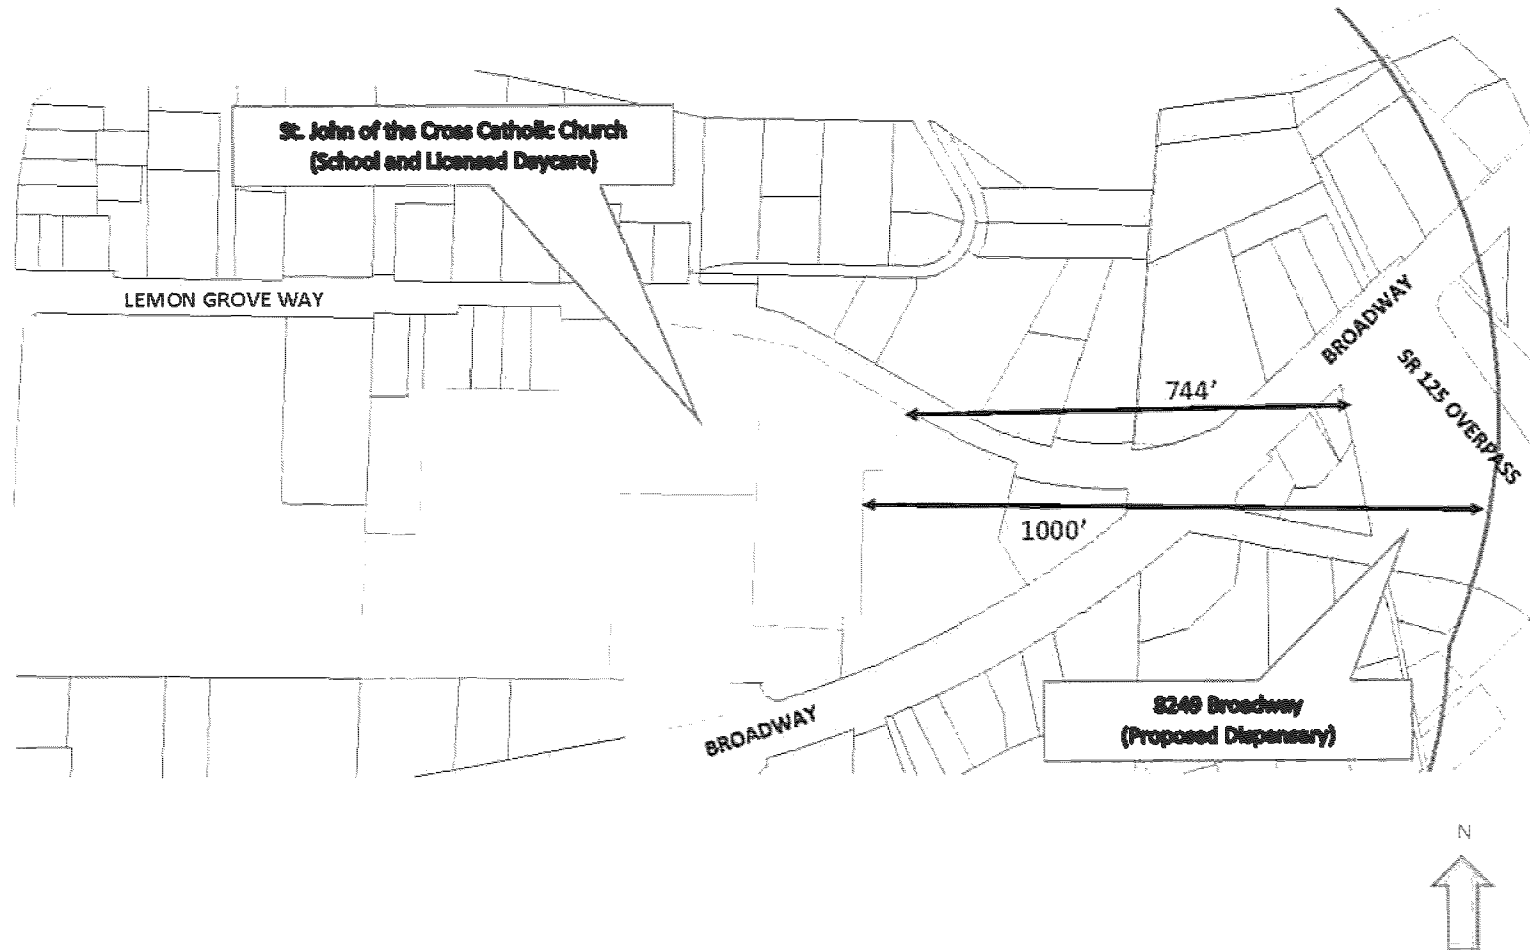 St. John of the Cross Catholic Church
(School and Licensed Daycare)
LEMON GROVE WAY
BROADWAY
SR 125 OVERPASS
744’
1000’
BROADWAY
8249 Broadway
(Proposed Dispensary)
N